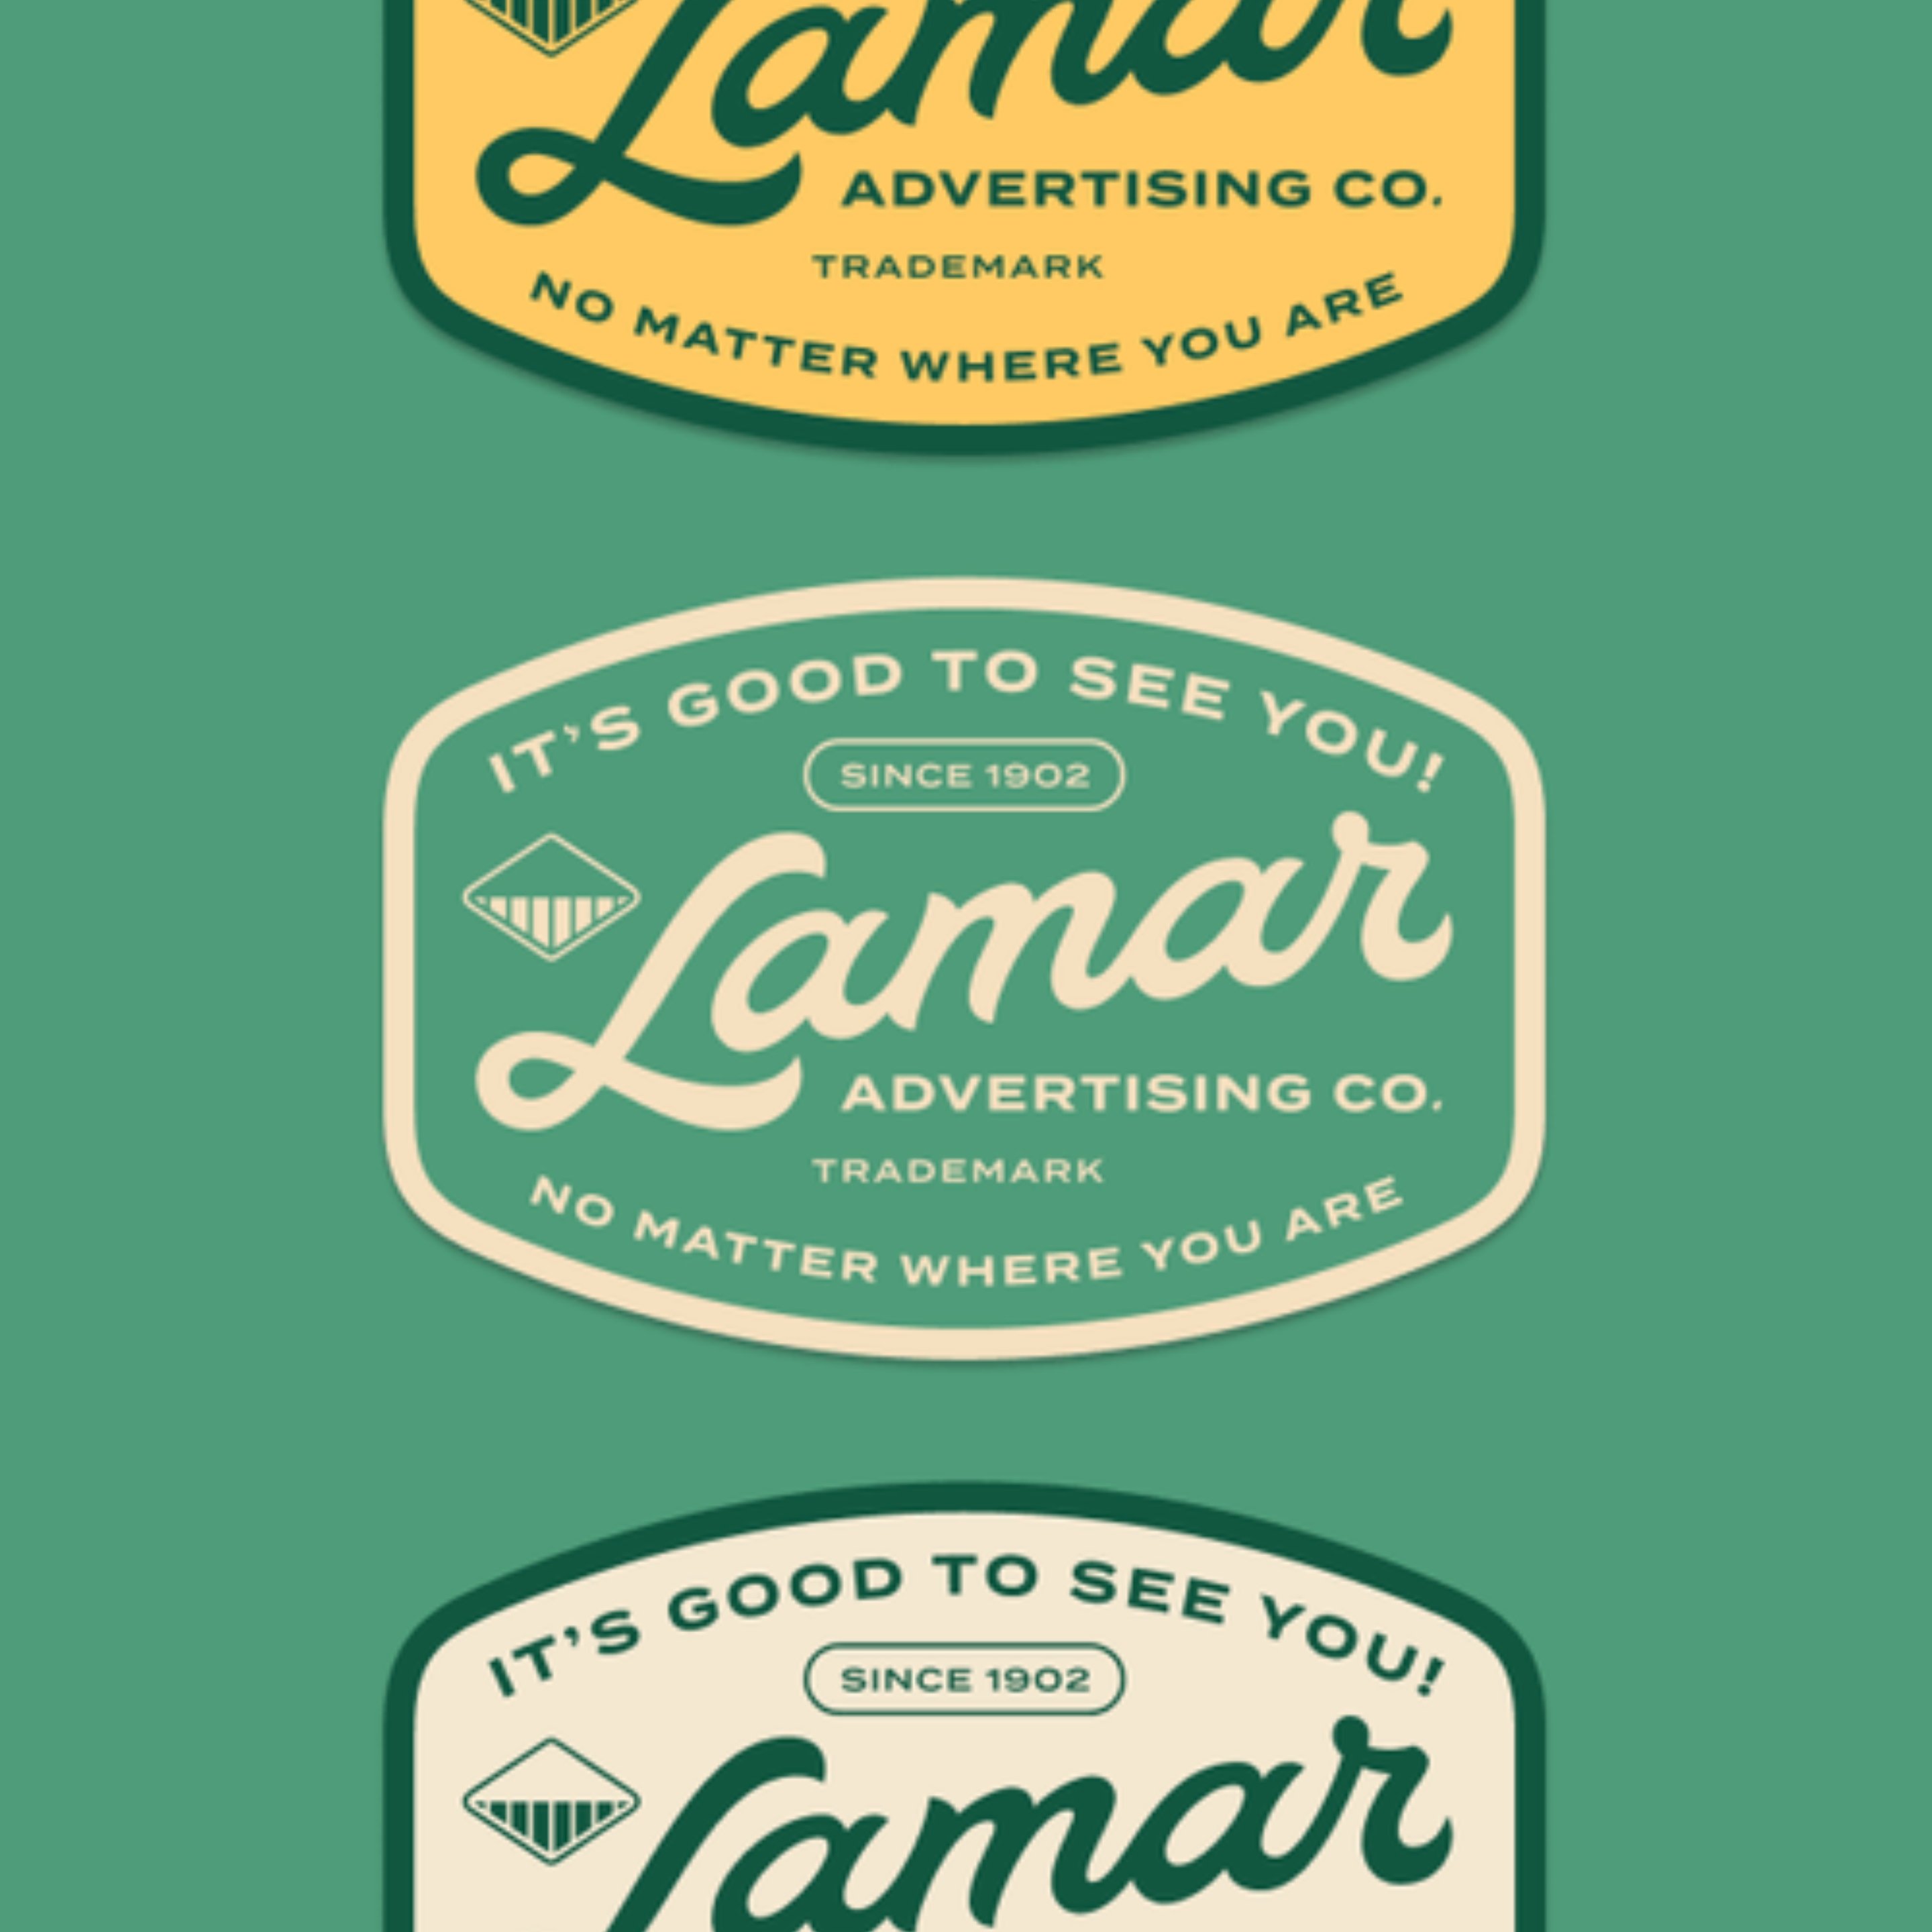 Lamar
ADVERTISING CO.
TRADEMARK
NO MATTER WHERE YOU ARE
IT'S GOOD TO SEE YOU!
SINCE 1902
Lamar
ADVERTISING CO.
TRADEMARK
NO MATTER WHERE YOU ARE
IT'S GOOD TO SEE YOU!
SINCE 1902
Lamar